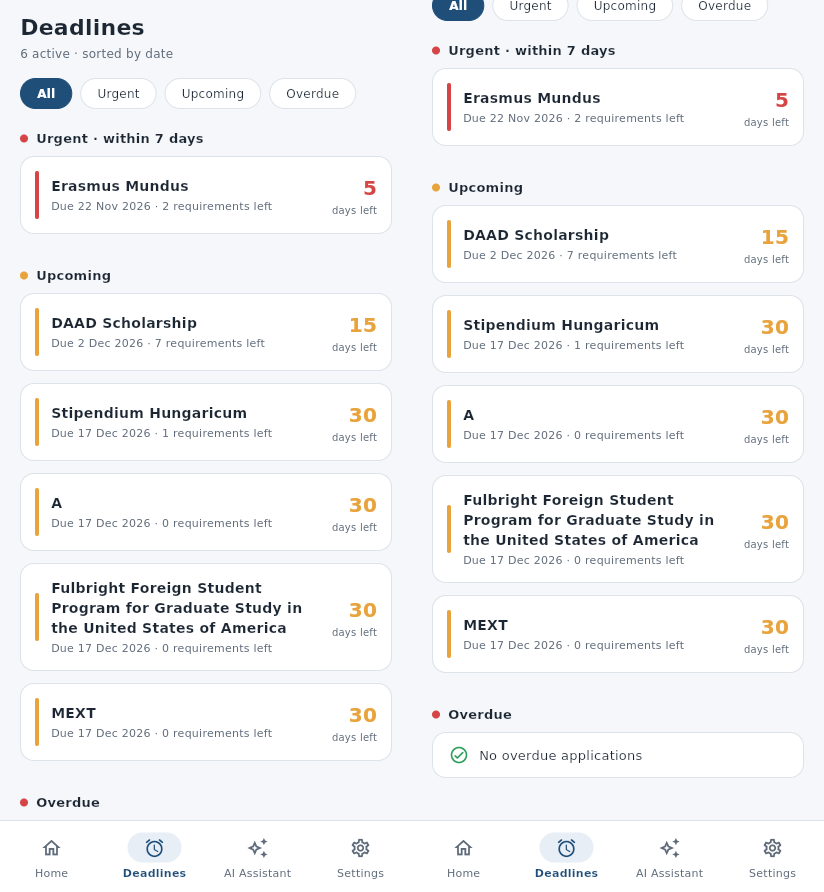 Deadlines
6 active · sorted by date
All
Urgent
Upcoming
Overdue
Urgent · within 7 days
Erasmus Mundus
Due 22 Nov 2026 · 2 requirements left
5
days left
Upcoming
DAAD Scholarship
Due 2 Dec 2026 · 7 requirements left
15
days left
Stipendium Hungaricum
Due 17 Dec 2026 · 1 requirements left
30
days left
A
Due 17 Dec 2026 · 0 requirements left
30
days left
Fulbright Foreign Student
Program for Graduate Study in
the United States of America
Due 17 Dec 2026 · 0 requirements left
30
days left
MEXT
Due 17 Dec 2026 · 0 requirements left
30
days left
Overdue
Home
Deadlines
AI Assistant
Settings
All
Urgent
Upcoming
Overdue
Urgent · within 7 days
Erasmus Mundus
Due 22 Nov 2026 · 2 requirements left
5
days left
Upcoming
DAAD Scholarship
Due 2 Dec 2026 · 7 requirements left
15
days left
Stipendium Hungaricum
Due 17 Dec 2026 · 1 requirements left
30
days left
A
Due 17 Dec 2026 · 0 requirements left
30
days left
Fulbright Foreign Student
Program for Graduate Study in
the United States of America
Due 17 Dec 2026 · 0 requirements left
30
days left
MEXT
Due 17 Dec 2026 · 0 requirements left
30
days left
Overdue
No overdue applications
Home
Deadlines
AI Assistant
Settings